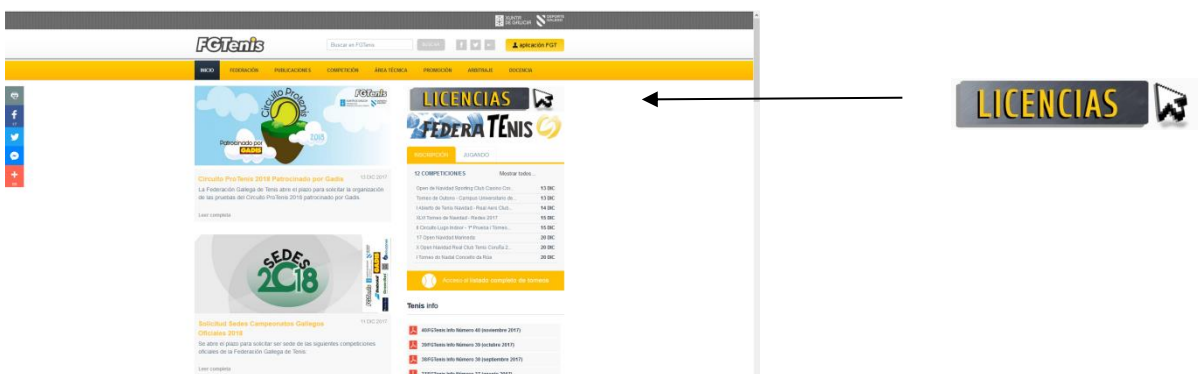 XUNTA
DE GALICIA
DEPORTE
GALEGO
FGTenis
Buscar en FGTenis
Buscar
aplicación FGT
INICIO
FEDERACIÓN
PUBLICACIONES
COMPETICIÓN
ÁREA TÉCNICA
PROMOCIÓN
ARBITRAJE
DOCENCIA
Circuito ProTenis
FGTenis
2018
Patrocinado por
GADIS
Circuito ProTenis 2018 Patrocinado por Gadis
13 DIC 2017
La Federación Gallega de Tenis abre el plazo para solicitar la organización
de las pruebas del Circuito ProTenis 2018 patrocinado por Gadis.
Leer completa
SEDES
2018
FGTenis
GADIS
Solicitud Sedes Campeonatos Gallegos
Oficiales 2018
11 DIC 2017
Se abre el plazo para solicitar ser sede de las siguientes competiciones
oficiales de la Federación Gallega de Tenis:
Leer completa
LICENCIAS
FEDERATENIS
INSCRIPCIÓN
JUGANDO
12 COMPETICIONES
Mostrar todos...
Open de Navidad Sporting Club Casino Cor...
13 DIC
Torneo de Outono - Campus Universitario de...
13 DIC
I Abierto de Tenis Navidad - Real Aero Club...
14 DIC
XLVI Torneo de Navidad - Raðeo 2017
15 DIC
II Circuito Lugo Indoor - 1ª Prueba I Torneo...
15 DIC
17 Open Navidad Marineda
20 DIC
X Open Navidad Real Club Tenis Coruña 2...
20 DIC
I Torneo do Nadal Concello da Rúa
20 DIC
Acceso al listado completo de torneos
Tenis info
40/FGTenis Info Número 40 (noviembre 2017)
39/FGTenis Info Número 39 (octubre 2017)
38/FGTenis Info Número 38 (septiembre 2017)
LICENCIAS